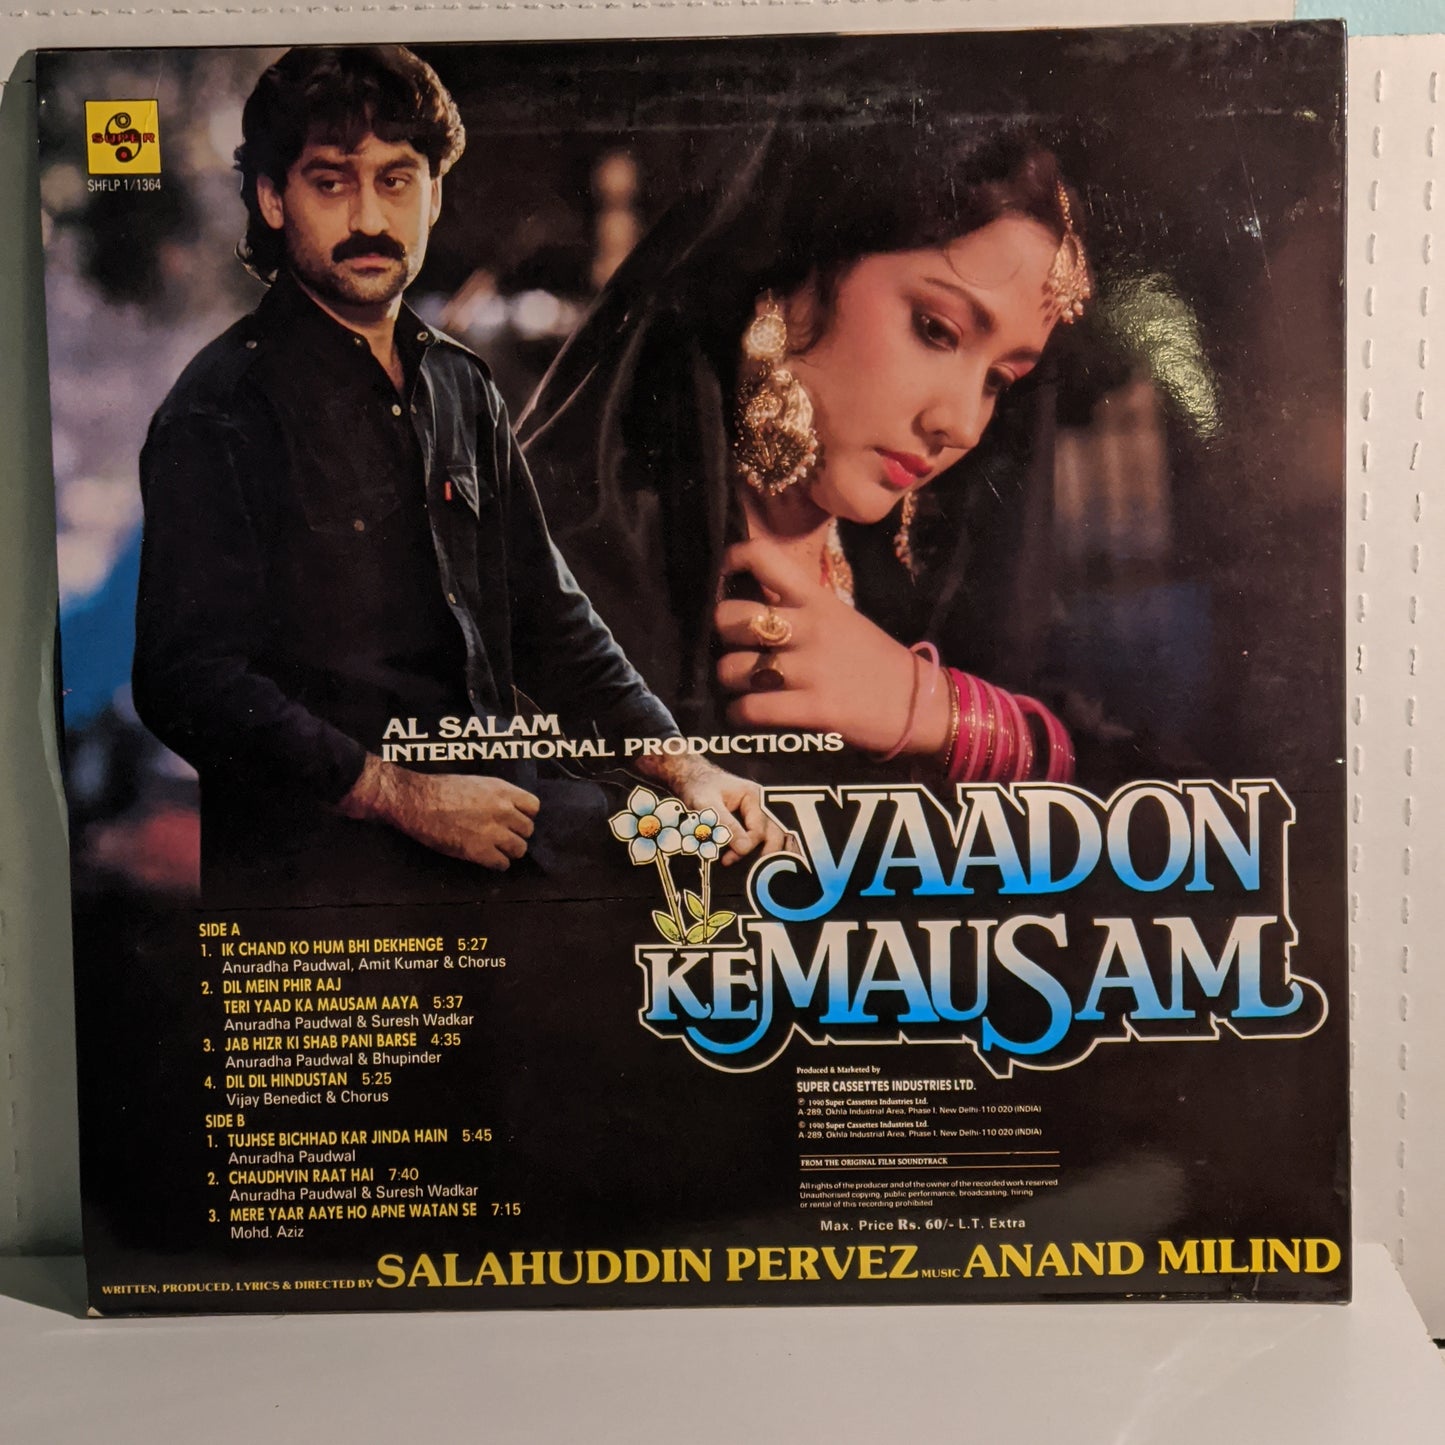 SUPER
SHFLP 1/1364
AL SALAM
INTERNATIONAL PRODUCTIONS
YAADON
KE MAUSAM
SIDE A
1. IK CHAND KO HUM BHI DEKHENGE 5:27
Anuradha Paudwal, Amit Kumar & Chorus
2. DIL MEIN PHIR AAJ
TERI YAAD KA MAUSAM AAYA 5:37
Anuradha Paudwal & Suresh Wadkar
3. JAB HIZR KI SHAB PANI BARSE 4:35
Anuradha Paudwal & Bhupinder
4. DIL DIL HINDUSTAN 5:25
Vijay Benedict & Chorus
SIDE B
1. TUJHSE BICHHAD KAR JINDA HAIN 5:45
Anuradha Paudwal
2. CHAUDHVIN RAAT HAI 7:40
Anuradha Paudwal & Suresh Wadkar
3. MERE YAAR AAYE HO APNE WATAN SE 7:15
Mohd. Aziz
Produced & Marketed by
SUPER CASSETTES INDUSTRIES LTD.
℗ 1990 Super Cassettes Industries Ltd.
A-289, Okhla Industrial Area, Phase I, New Delhi-110 020 (INDIA)
© 1990 Super Cassettes Industries Ltd.
A-289, Okhla Industrial Area, Phase I, New Delhi-110 020 (INDIA)
FROM THE ORIGINAL FILM SOUNDTRACK
All rights of the producer and of the owner of the recorded work reserved
Unauthorised copying, public performance, broadcasting, hiring
or rental of this recording prohibited
Max. Price Rs. 60/- L.T. Extra
WRITTEN, PRODUCED, LYRICS & DIRECTED BY SALAHUDDIN PERVEZ MUSIC ANAND MILIND